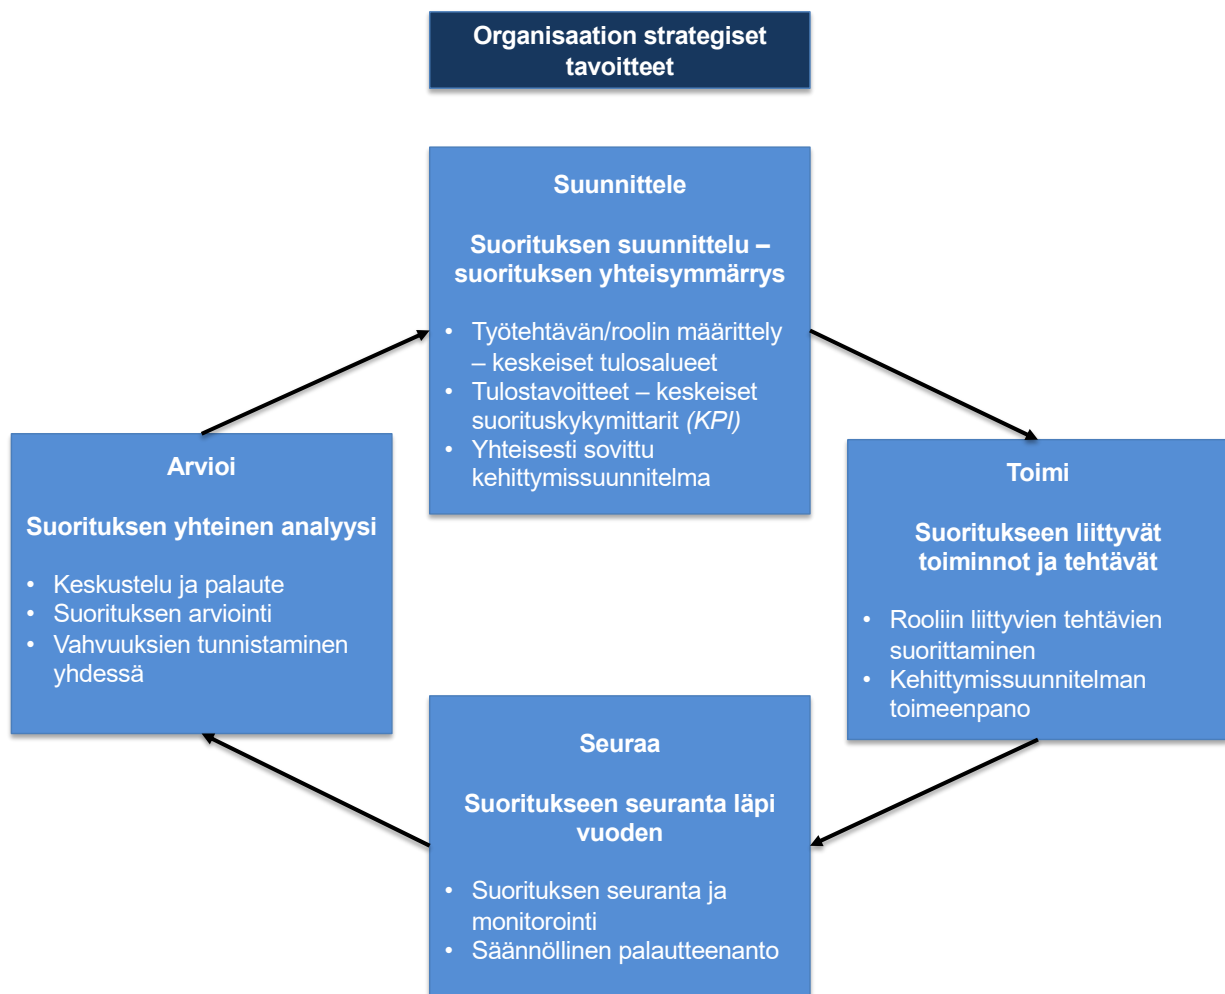 Organisaation strategiset
tavoitteet
Suunnittele
Suorituksen suunnittelu –
suorituksen yhteisymmärrys
• Työtehtävän/roolin määrittely
– keskeiset tulosalueet
• Tulostavoitteet – keskeiset
suorituskykymittarit (KPI)
• Yhteisesti sovittu
kehittymissuunnitelma
Arvioi
Suorituksen yhteinen analyysi
• Keskustelu ja palaute
• Suorituksen arviointi
• Vahvuuksien tunnistaminen
yhdessä
Toimi
Suoritukseen liittyvät
toiminnot ja tehtävät
• Rooliin liittyvien tehtävien
suorittaminen
• Kehittymissuunnitelman
toimeenpano
Seuraa
Suoritukseen seuranta läpi
vuoden
• Suorituksen seuranta ja
monitorointi
• Säännöllinen palautteenanto